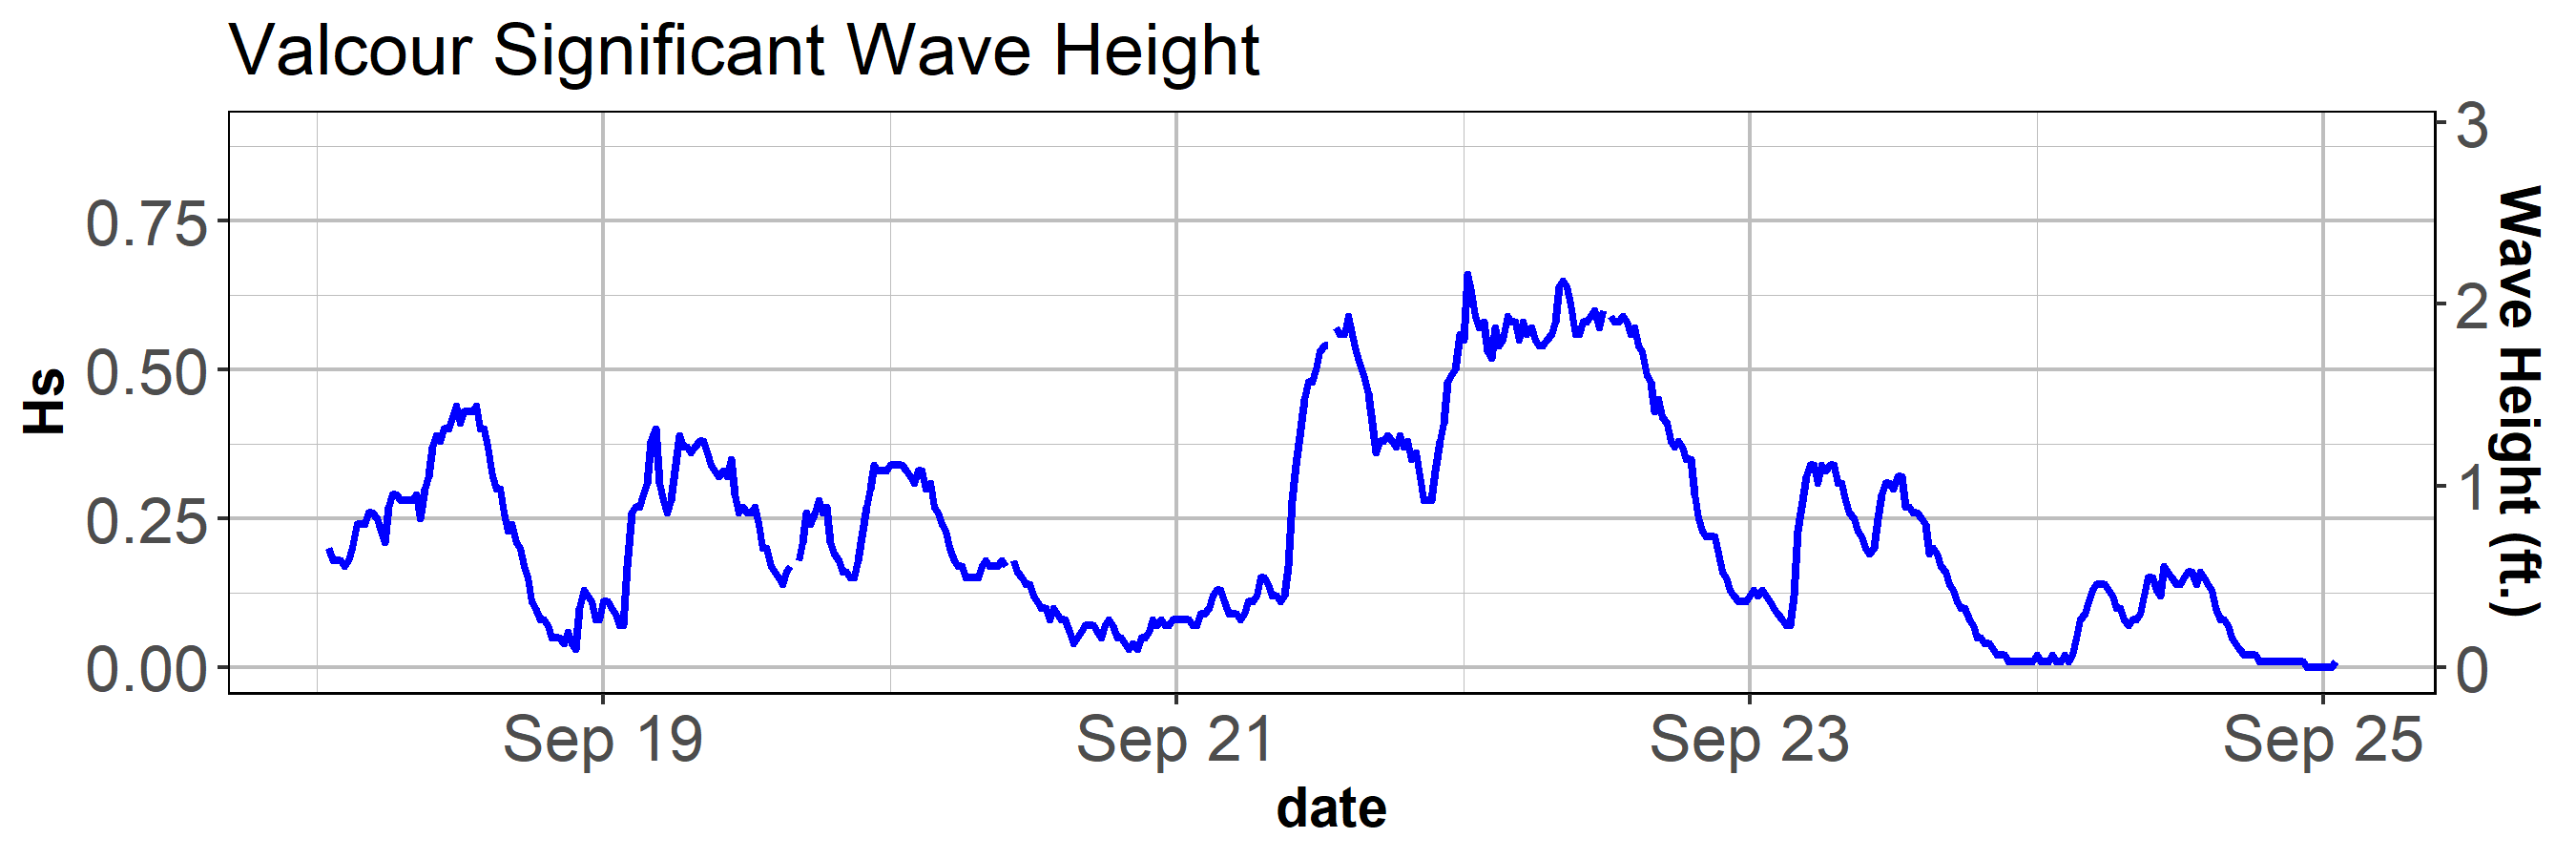 Valcour Significant Wave Height
Hs
0.75
0.50
0.25
0.00
3
2
1
0
Wave Height (ft.)
Sep 19 Sep 21 Sep 23 Sep 25
date